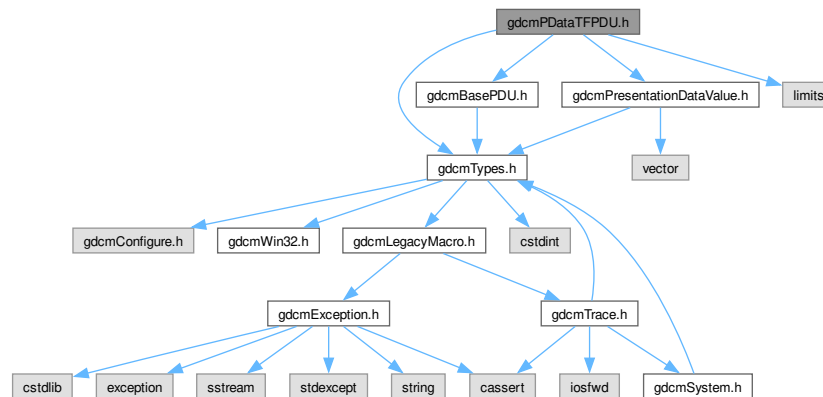 gdcmPDataTFPDU.h
gdcmBasePDU.h
gdcmPresentationDataValue.h
limits
gdcmTypes.h
vector
gdcmConfigure.h
gdcmWin32.h
gdcmLegacyMacro.h
cstdint
gdcmException.h
gdcmTrace.h
cstdlib
exception
sstream
stdexcept
string
cassert
iosfwd
gdcmSystem.h